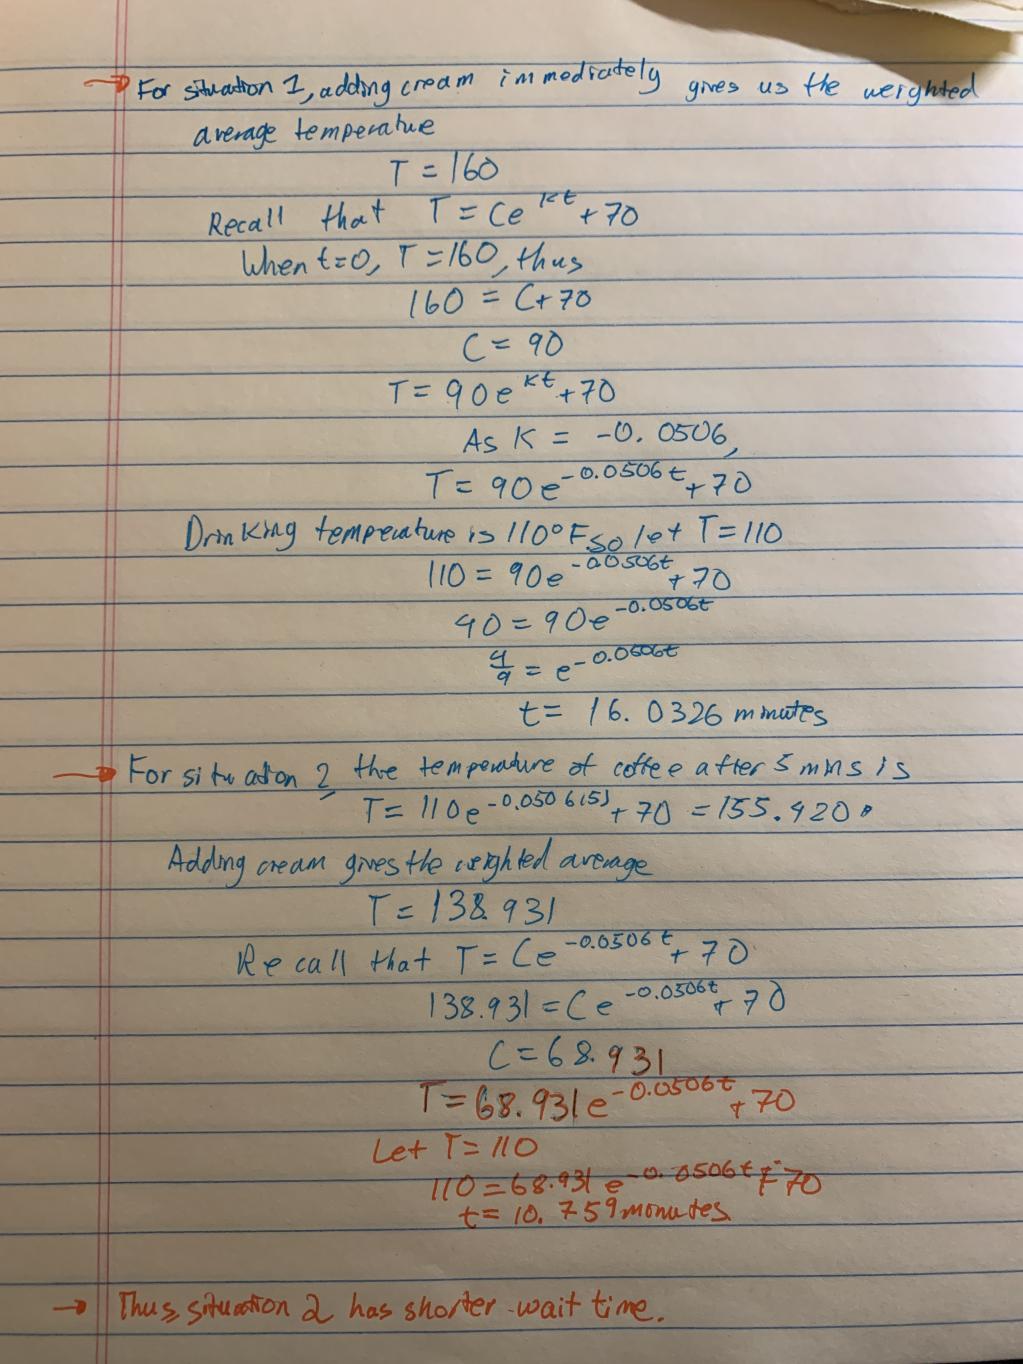 → For situation 1, adding cream immediately gives us the weighted
average temperature
T = 160
Recall that T = Ce^kt + 70
When t=0, T = 160, thus
160 = C+70
C = 90
T = 90e^kt + 70
As K = -0.0506,
T = 90e^-0.0506t + 70
Drinking temperature is 110°F so let T=110
110 = 90e^-0.0506t + 70
40 = 90e^-0.0506t
4/9 = e^-0.0506t
t = 16.0326 minutes
→ For situation 2, the temperature of coffee after 5 mins is
T = 110e^-0.0506(5) + 70 = 155.420°
Adding cream gives the weighted average
T = 138.931
Recall that T = Ce^-0.0506t + 70
138.931 = Ce^-0.0506t + 70
C = 68.931
T = 68.931e^-0.0506t + 70
Let T = 110
110 = 68.931e^-0.0506t + 70
t = 10.759 monutes
→ Thus, situation 2 has shorter wait time.